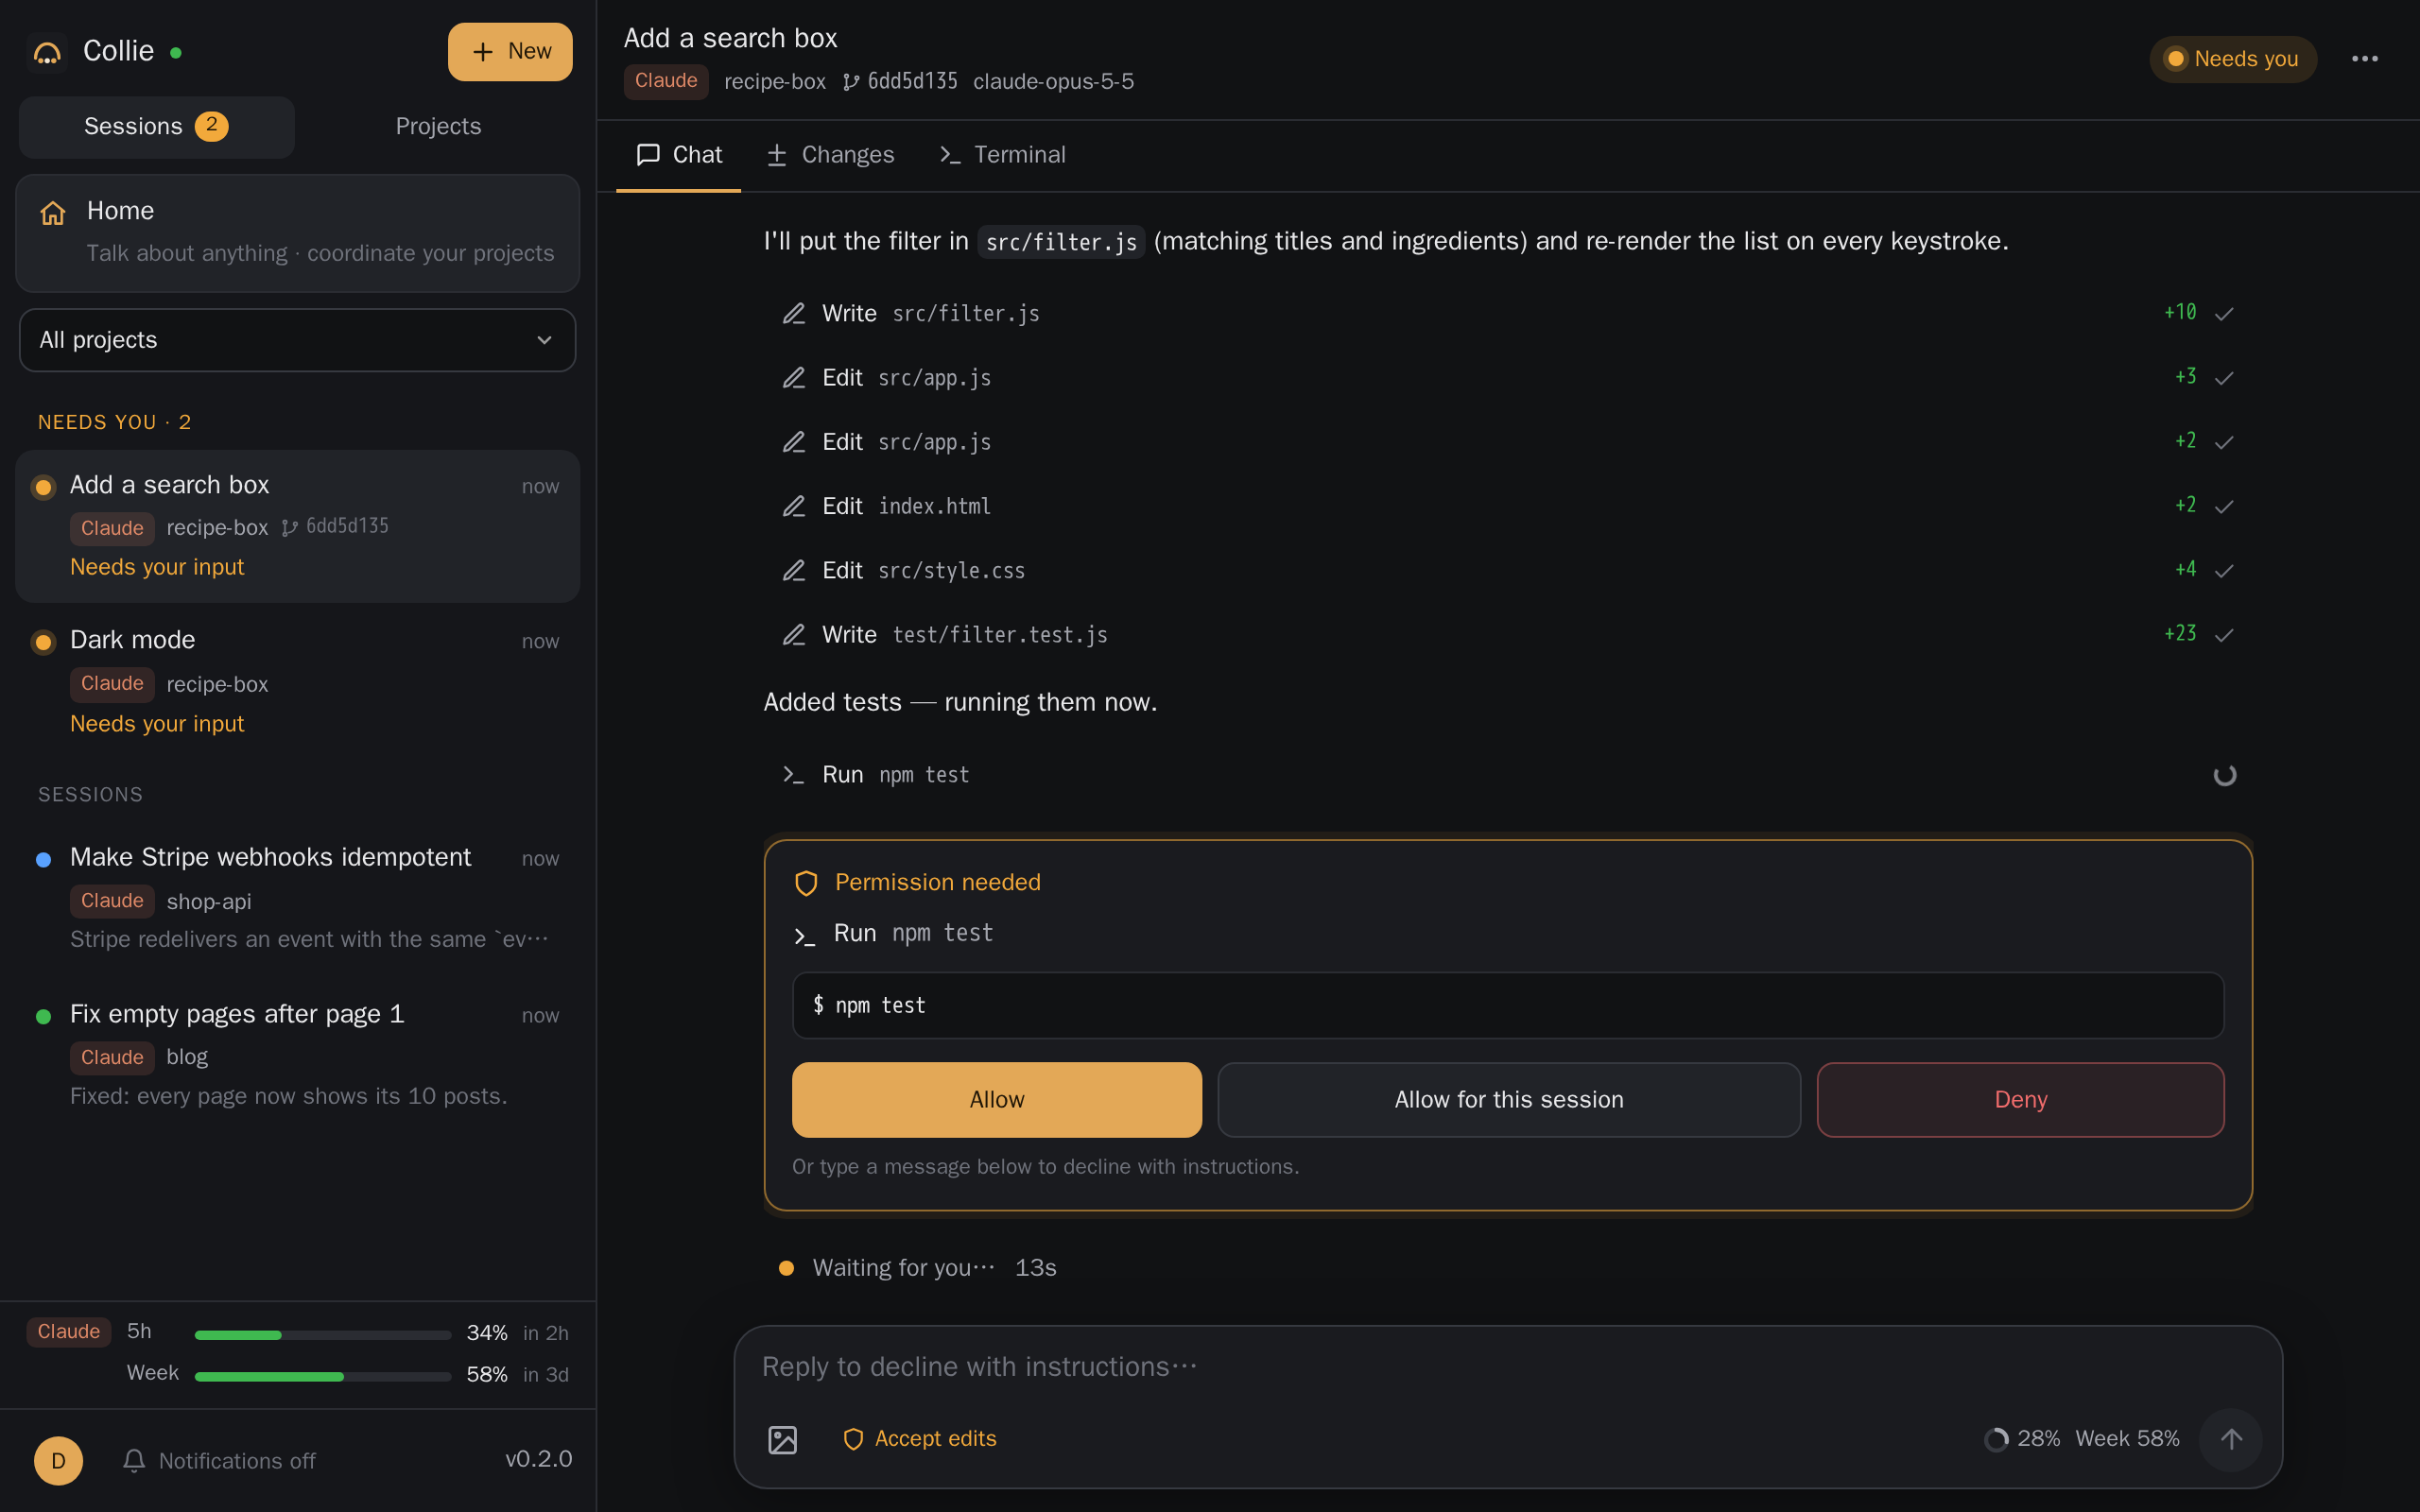 Collie
New
Sessions 2
Projects
Home
Talk about anything · coordinate your projects
All projects
NEEDS YOU · 2
Add a search box now
Claude recipe-box 6dd5d135
Needs your input
Dark mode now
Claude recipe-box
Needs your input
SESSIONS
Make Stripe webhooks idempotent now
Claude shop-api
Stripe redelivers an event with the same `ev…
Fix empty pages after page 1 now
Claude blog
Fixed: every page now shows its 10 posts.
Claude 5h 34% in 2h
Week 58% in 3d
D
Notifications off
v0.2.0
Add a search box
Claude recipe-box 6dd5d135 claude-opus-5-5
Needs you
Chat
Changes
Terminal
I'll put the filter in src/filter.js (matching titles and ingredients) and re-render the list on every keystroke.
Write src/filter.js +10
Edit src/app.js +3
Edit src/app.js +2
Edit index.html +2
Edit src/style.css +4
Write test/filter.test.js +23
Added tests — running them now.
Run npm test
Permission needed
Run npm test
$ npm test
Allow
Allow for this session
Deny
Or type a message below to decline with instructions.
Waiting for you… 13s
Reply to decline with instructions…
Accept edits
28% Week 58%